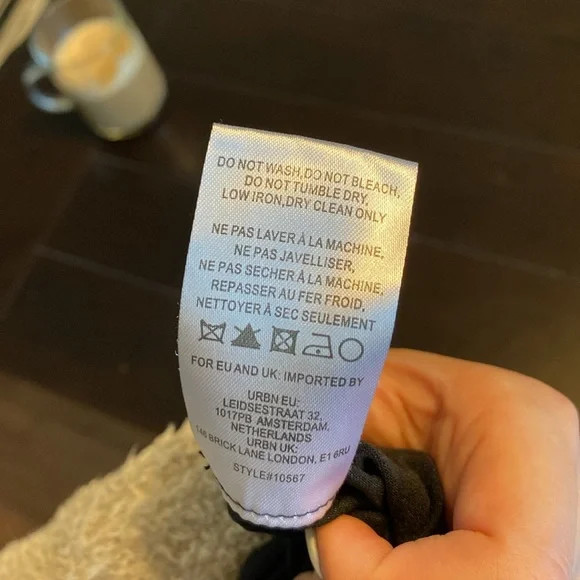 DO NOT WASH,DO NOT BLEACH,
DO NOT TUMBLE DRY,
LOW IRON,DRY CLEAN ONLY
NE PAS LAVER À LA MACHINE,
NE PAS JAVELLISER,
NE PAS SECHER À LA MACHINE,
REPASSER AU FER FROID,
NETTOYER À SEC SEULEMENT
FOR EU AND UK: IMPORTED BY
URBN EU:
LEIDSESTRAAT 32,
1017PB AMSTERDAM,
NETHERLANDS
URBN UK:
146 BRICK LANE LONDON, E1 6RU
STYLE#10567